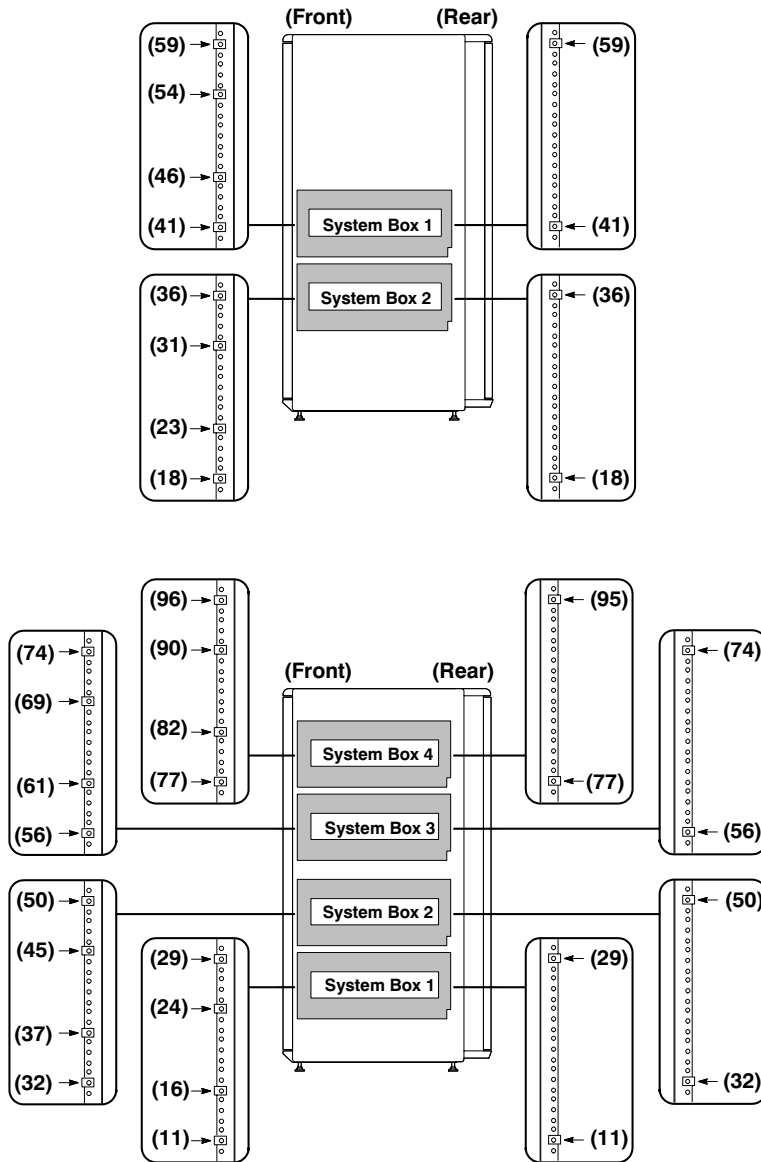 (Front) (Rear)
(59) (59)
(54)
(46)
(41) System Box 1 (41)
(36) System Box 2 (36)
(31)
(23)
(18) (18)
(96) (95)
(90)
(74) (74)
(Front) (Rear)
(69)
(82)
(77) System Box 4 (77)
(61)
(56) System Box 3 (56)
(50) System Box 2 (50)
(45)
(29) (29)
System Box 1
(24)
(37)
(32) (32)
(16)
(11) (11)